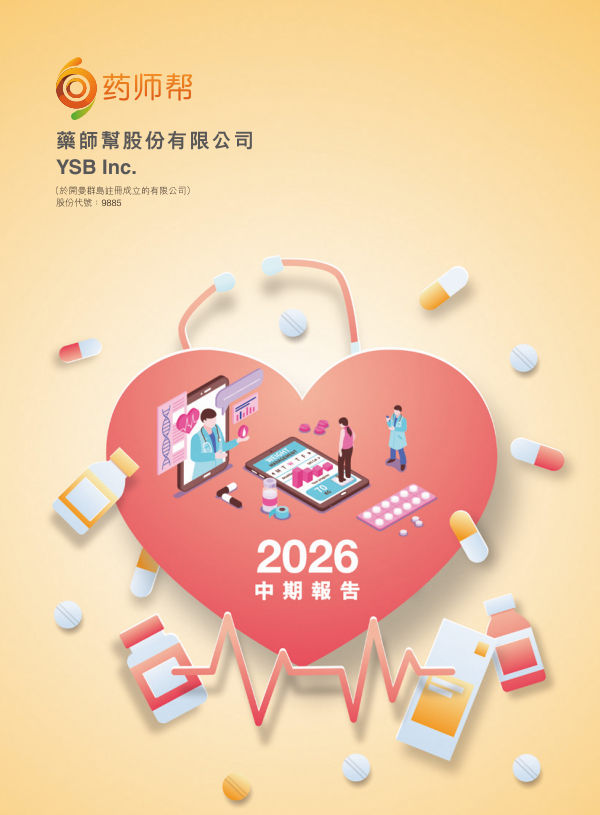 药师帮
藥師幫股份有限公司
YSB Inc.
(於開曼群島註冊成立的有限公司)
股份代號：9885
WEIGHT
2026
中期報告